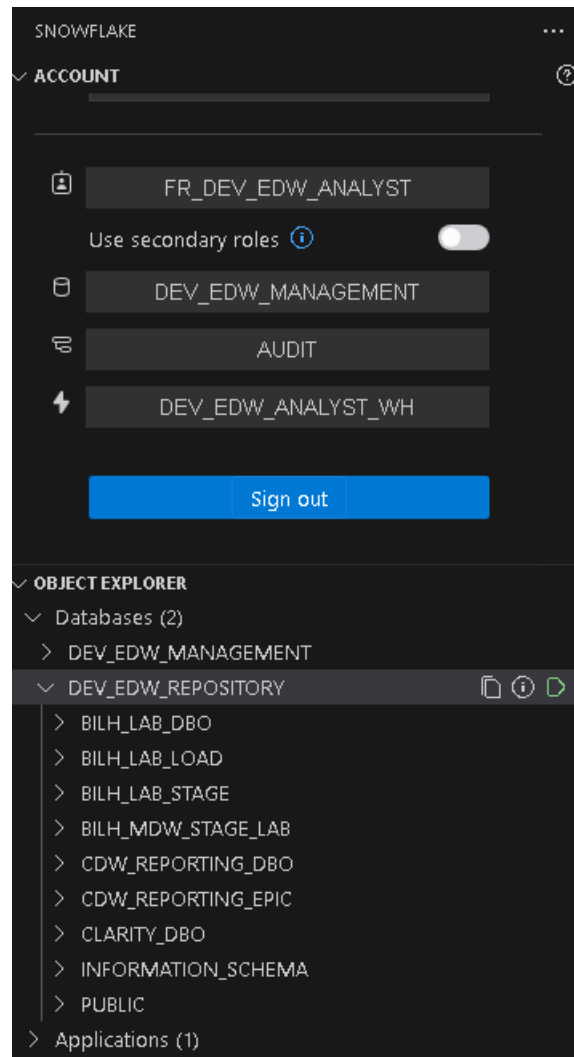 SNOWFLAKE
ACCOUNT
FR_DEV_EDW_ANALYST
Use secondary roles
DEV_EDW_MANAGEMENT
AUDIT
DEV_EDW_ANALYST_WH
Sign out
OBJECT EXPLORER
Databases (2)
DEV_EDW_MANAGEMENT
DEV_EDW_REPOSITORY
BILH_LAB_DBO
BILH_LAB_LOAD
BILH_LAB_STAGE
BILH_MDW_STAGE_LAB
CDW_REPORTING_DBO
CDW_REPORTING_EPIC
CLARITY_DBO
INFORMATION_SCHEMA
PUBLIC
Applications (1)